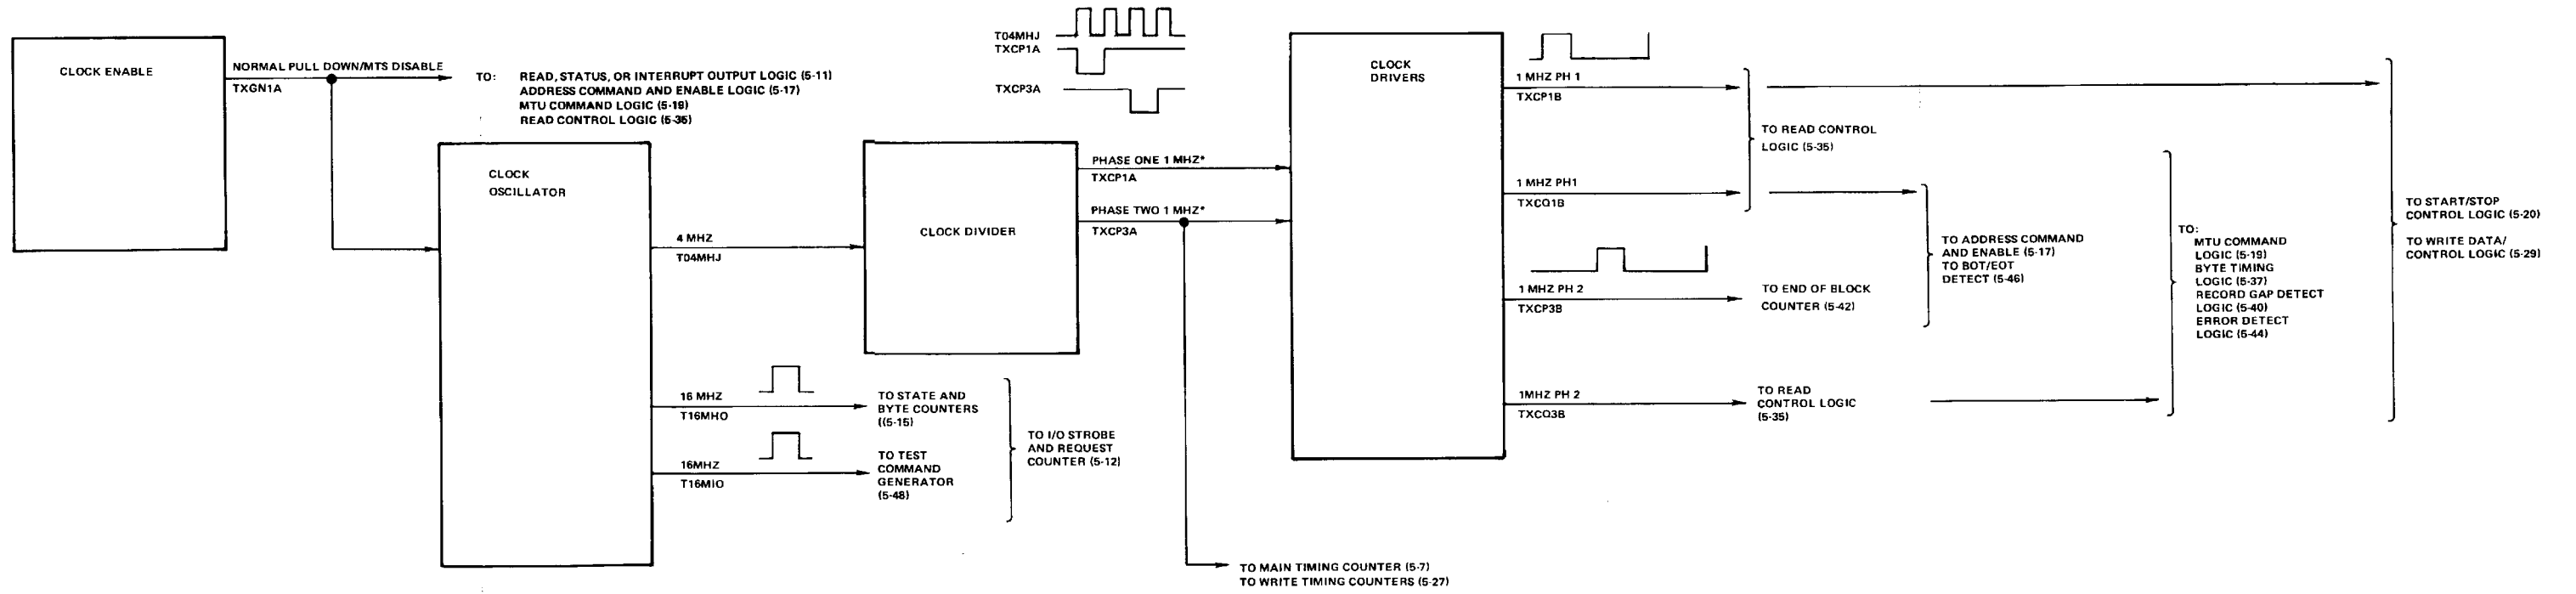 CLOCK ENABLE
NORMAL PULL DOWN/MTS DISABLE
TXGN1A
TO:
READ, STATUS, OR INTERRUPT OUTPUT LOGIC (5-11)
ADDRESS COMMAND AND ENABLE LOGIC (5-17)
MTU COMMAND LOGIC (5-19)
READ CONTROL LOGIC (5-35)
CLOCK
OSCILLATOR
4 MHZ
T04MHJ
16 MHZ
T16MHO
TO STATE AND
BYTE COUNTERS
((5-15)
16MHZ
T16MIO
TO TEST
COMMAND
GENERATOR
(5-48)
TO I/O STROBE
AND REQUEST
COUNTER (5-12)
CLOCK DIVIDER
T04MHJ
TXCP1A
TXCP3A
PHASE ONE 1 MHZ*
TXCP1A
PHASE TWO 1 MHZ*
TXCP3A
TO MAIN TIMING COUNTER (5-7)
TO WRITE TIMING COUNTERS (5-27)
CLOCK
DRIVERS
1 MHZ PH 1
TXCP1B
TO READ CONTROL
LOGIC (5-35)
1 MHZ PH1
TXCQ1B
TO ADDRESS COMMAND
AND ENABLE (5-17)
TO BOT/EOT
DETECT (5-46)
1 MHZ PH 2
TXCP3B
TO END OF BLOCK
COUNTER (5-42)
1MHZ PH 2
TXCQ3B
TO READ
CONTROL LOGIC
(5-35)
TO:
MTU COMMAND
LOGIC (5-19)
BYTE TIMING
LOGIC (5-37)
RECORD GAP DETECT
LOGIC (5-40)
ERROR DETECT
LOGIC (5-44)
TO START/STOP
CONTROL LOGIC (5-20)
TO WRITE DATA/
CONTROL LOGIC (5-29)